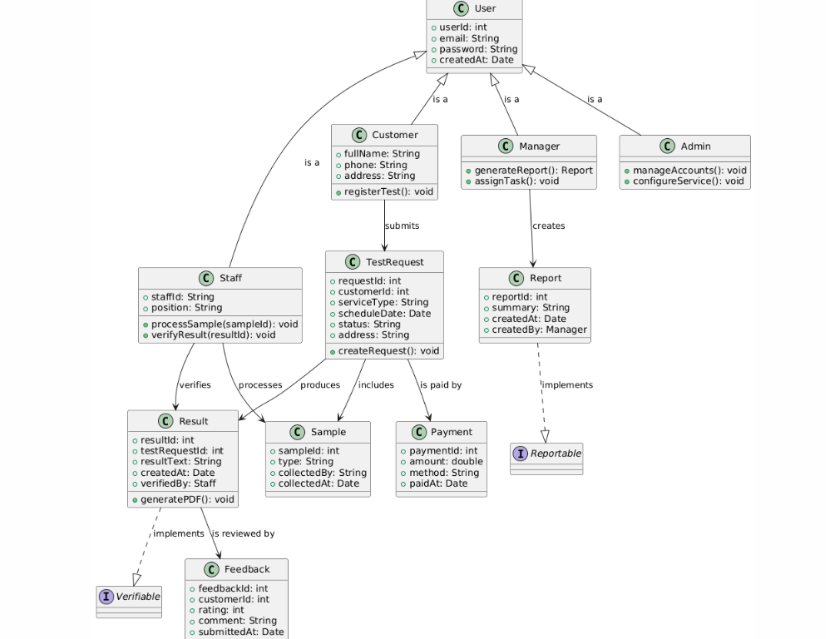 C User
userId: int
email: String
password: String
createdAt: Date
is a
is a
is a
is a
C Customer
fullName: String
phone: String
address: String
registerTest(): void
C Manager
generateReport(): Report
assignTask(): void
C Admin
manageAccounts(): void
configureService(): void
submits
creates
C Staff
staffId: String
position: String
processSample(sampleId): void
verifyResult(resultId): void
C TestRequest
requestId: int
customerId: int
serviceType: String
scheduleDate: Date
status: String
address: String
createRequest(): void
C Report
reportId: int
summary: String
createdAt: Date
createdBy: Manager
verifies
processes
produces
includes
is paid by
implements
C Result
resultId: int
testRequestId: int
resultText: String
createdAt: Date
verifiedBy: Staff
generatePDF(): void
C Sample
sampleId: int
type: String
collectedBy: String
collectedAt: Date
C Payment
paymentId: int
amount: double
method: String
paidAt: Date
I Reportable
implements
is reviewed by
I Verifiable
C Feedback
feedbackId: int
customerId: int
rating: int
comment: String
submittedAt: Date